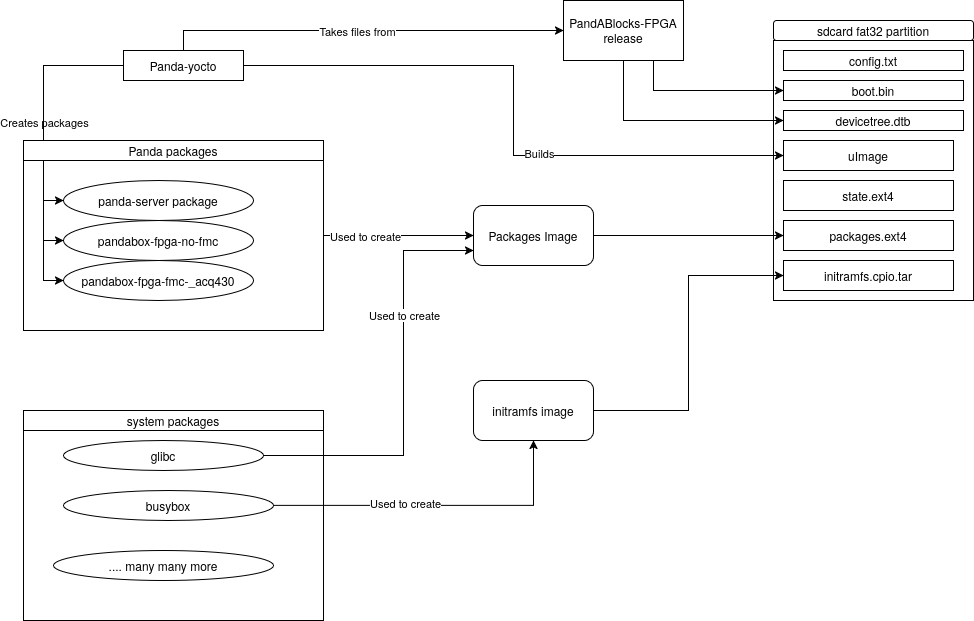 PandABlocks-FPGA
release
Takes files from
sdcard fat32 partition
Panda-yocto
config.txt
boot.bin
Creates packages
devicetree.dtb
Panda packages
Builds
uImage
panda-server package
state.ext4
pandabox-fpga-no-fmc
Used to create
Packages Image
packages.ext4
pandabox-fpga-fmc-_acq430
initramfs.cpio.tar
Used to create
initramfs image
system packages
glibc
busybox
Used to create
.... many many more